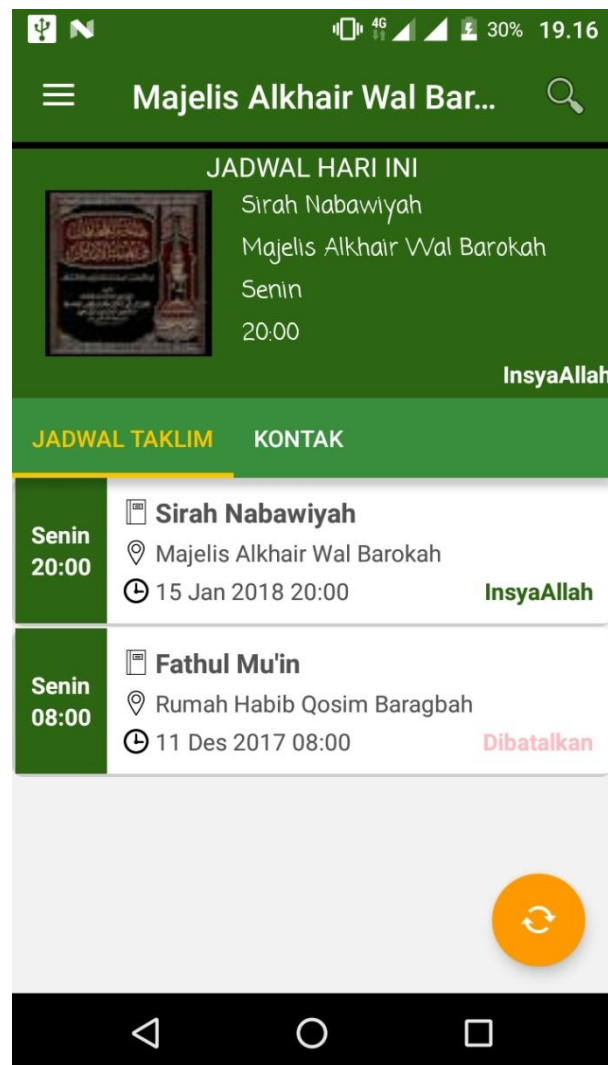 4G 30% 19.16
Majelis Alkhair Wal Bar...
JADWAL HARI INI
Sirah Nabawiyah
Majelis Alkhair Wal Barokah
Senin
20:00
InsyaAllah
JADWAL TAKLIM KONTAK
Senin
20:00
Sirah Nabawiyah
Majelis Alkhair Wal Barokah
15 Jan 2018 20:00
InsyaAllah
Senin
08:00
Fathul Mu'in
Rumah Habib Qosim Baragbah
11 Des 2017 08:00
Dibatalkan